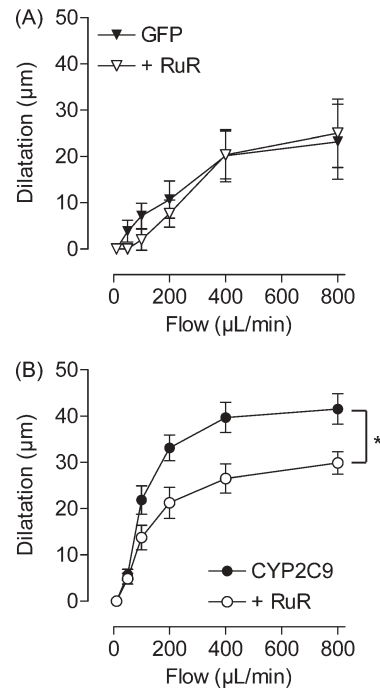 (A)
GFP
+ RuR
Dilatation (µm)
50
40
30
20
10
0
0 200 400 600 800
Flow (µL/min)
(B)
Dilatation (µm)
50
40
30
20
10
0
*
CYP2C9
+ RuR
0 200 400 600 800
Flow (µL/min)